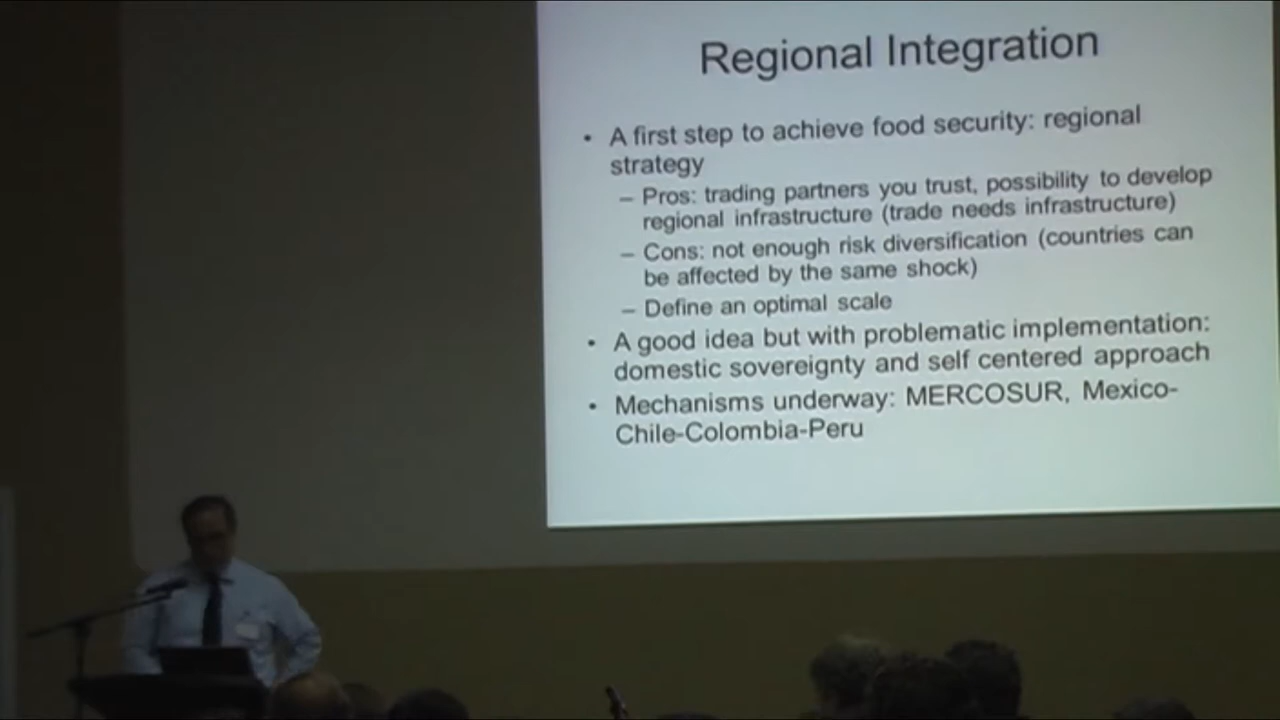 Regional Integration
• A first step to achieve food security: regional
strategy
– Pros: trading partners you trust, possibility to develop
regional infrastructure (trade needs infrastructure)
– Cons: not enough risk diversification (countries can
be affected by the same shock)
– Define an optimal scale
• A good idea but with problematic implementation:
domestic sovereignty and self centered approach
• Mechanisms underway: MERCOSUR, Mexico-
Chile-Colombia-Peru